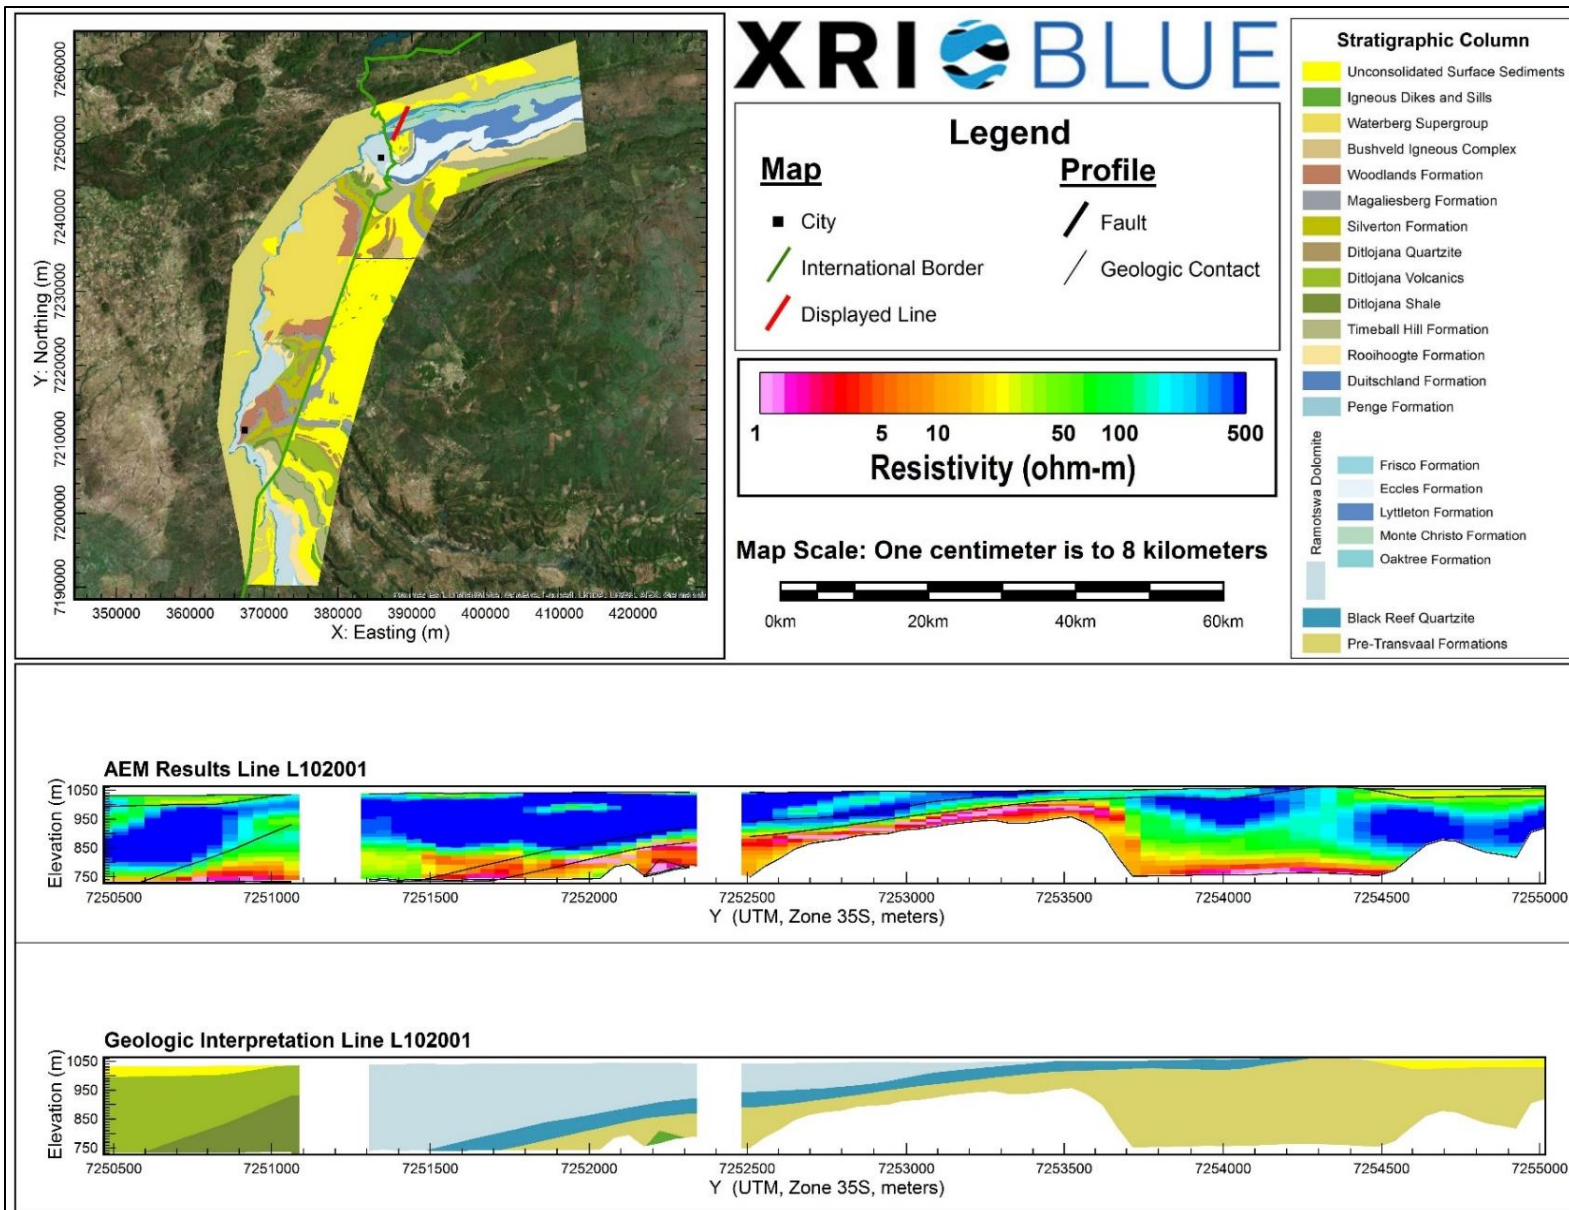 XRI BLUE
7260000
7250000
7240000
7230000
7220000
7210000
7200000
7190000
Y: Northing (m)
350000 360000 370000 380000 390000 400000 410000 420000
X: Easting (m)
Legend
Map
City
International Border
Displayed Line
Profile
Fault
Geologic Contact
1 5 10 50 100 500
Resistivity (ohm-m)
Map Scale: One centimeter is to 8 kilometers
0km 20km 40km 60km
Stratigraphic Column
Unconsolidated Surface Sediments
Igneous Dikes and Sills
Waterberg Supergroup
Bushveld Igneous Complex
Woodlands Formation
Magaliesberg Formation
Silverton Formation
Ditlojana Quartzite
Ditlojana Volcanics
Ditlojana Shale
Timeball Hill Formation
Rooihoogte Formation
Duitschland Formation
Penge Formation
Ramotswa Dolomite
Frisco Formation
Eccles Formation
Lyttleton Formation
Monte Christo Formation
Oaktree Formation
Black Reef Quartzite
Pre-Transvaal Formations
AEM Results Line L102001
Elevation (m)
1050
950
850
750
7250500 7251000 7251500 7252000 7252500 7253000 7253500 7254000 7254500 7255000
Y (UTM, Zone 35S, meters)
Geologic Interpretation Line L102001
Elevation (m)
1050
950
850
750
7250500 7251000 7251500 7252000 7252500 7253000 7253500 7254000 7254500 7255000
Y (UTM, Zone 35S, meters)